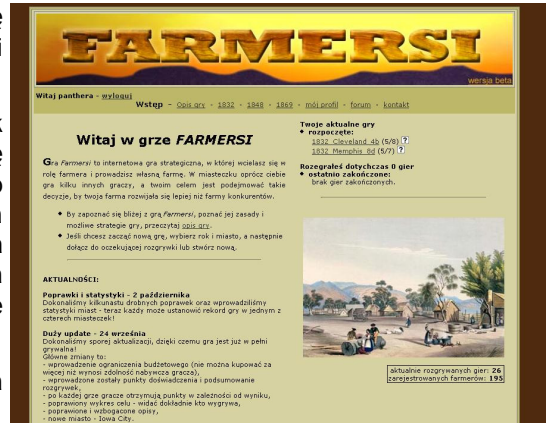 FARMERSI
wersja beta
Witaj panthera - wyloguj
Wstęp - Opis gry - 1832 - 1848 - 1869 - mój profil - forum - kontakt
Witaj w grze FARMERSI
Gra Farmersi to internetowa gra strategiczna, w której wcielasz się w
rolę farmera i prowadzisz własną farmę. W miasteczku oprócz ciebie
gra kilku innych graczy, a twoim celem jest podejmować takie
decyzje, by twoja farma rozwijała się lepiej niż farmy konkurentów.
◆ By zapoznać się bliżej z grą Farmersi, poznać jej zasady i
możliwe strategie gry, przeczytaj opis gry.
◆ Jeśli chcesz zacząć nową grę, wybierz rok i miasto, a następnie
dołącz do oczekującej rozgrywki lub stwórz nową.
AKTUALNOŚCI:
Poprawki i statystyki - 2 października
Dokonaliśmy kilkunastu drobnych poprawek oraz wprowadziliśmy
statystyki miast - teraz każdy może ustanowić rekord gry w jednym z
czterech miasteczek!
Duży update - 24 września
Dokonaliśmy sporej aktualizacji, dzięki czemu gra jest już w pełni
grywalna!
Główne zmiany to:
- wprowadzenie ograniczenia budżetowego (nie można kupować za
więcej niż wynosi zdolność nabywcza gracza),
- wprowadzone zostały punkty doświadczenia i podsumowanie
rozgrywek,
- po każdej grze gracze otrzymują punkty w zależności od wyniku,
- poprawiony wykres celu - widać dokładnie kto wygrywa,
- poprawione i wzbogacone opisy,
- nowe miasto - Iowa City.
Twoje aktualne gry
◆ rozpoczęte:
1832 Cleveland 4b (5/8) ?
1832 Memphis 8d (5/7) ?
Rozegrałeś dotychczas 0 gier
◆ ostatnio zakończone:
brak gier zakończonych.
aktualnie rozgrywanych gier: 26
zarejestrowanych farmerów: 195